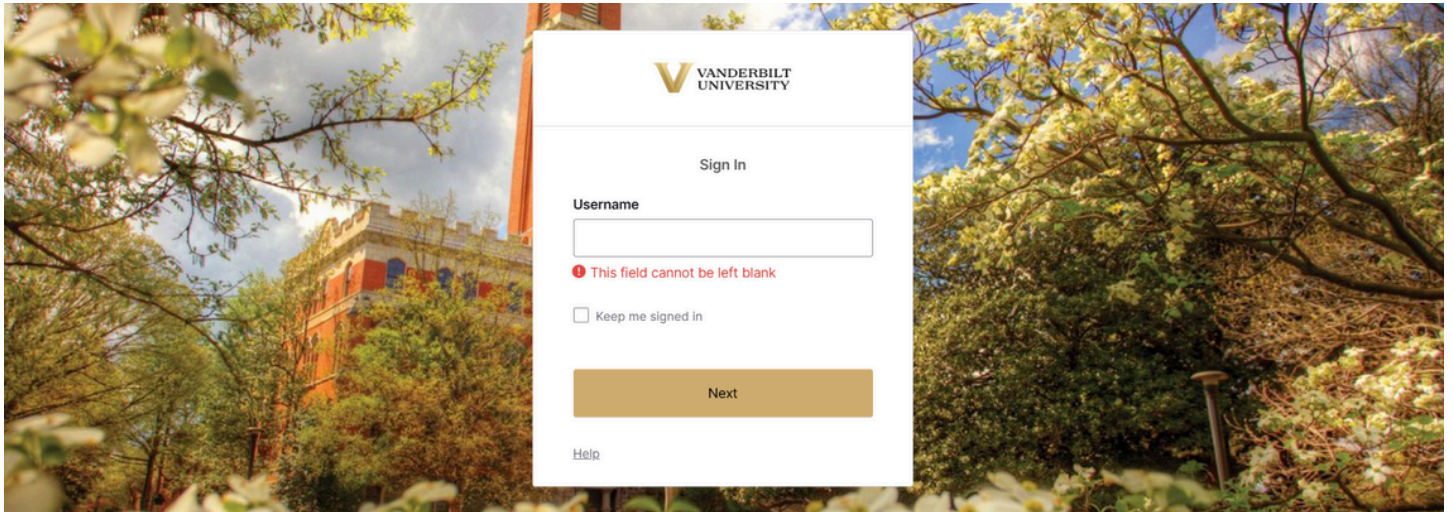 VANDERBILT
UNIVERSITY
Sign In
Username
This field cannot be left blank
Keep me signed in
Next
Help